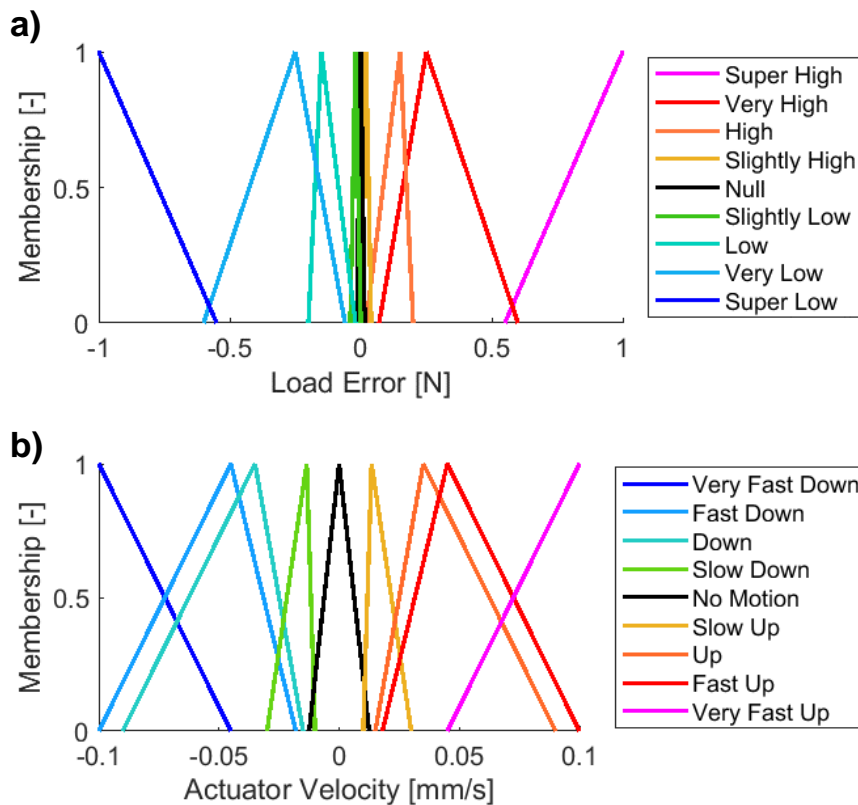 a)
1
0.5
0
Membership [-]
-1
-0.5
0
0.5
1
Load Error [N]
Super High
Very High
High
Slightly High
Null
Slightly Low
Low
Very Low
Super Low
b)
1
0.5
0
Membership [-]
-0.1
-0.05
0
0.05
0.1
Actuator Velocity [mm/s]
Very Fast Down
Fast Down
Down
Slow Down
No Motion
Slow Up
Up
Fast Up
Very Fast Up